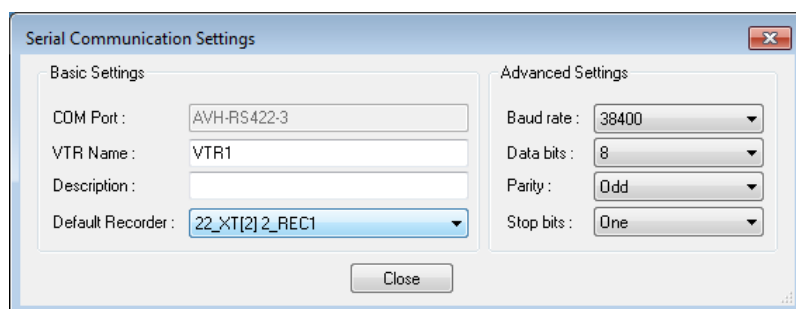 Serial Communication Settings
Basic Settings
COM Port : AVH-RS422-3
VTR Name : VTR1
Description :
Default Recorder : 22_XT[2] 2_REC1
Advanced Settings
Baud rate : 38400
Data bits : 8
Parity : Odd
Stop bits : One
Close